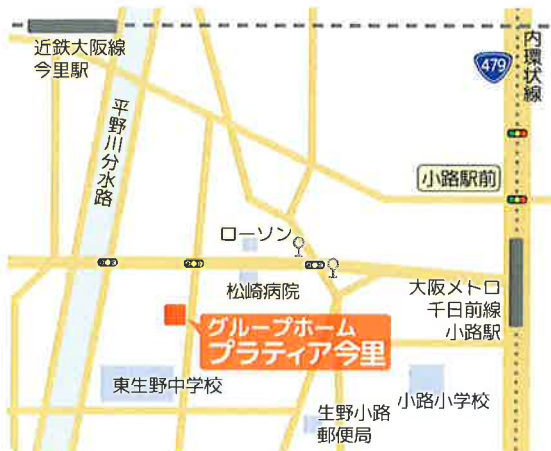 近鉄大阪線
今里駅
479
内環状線
平野川分水路
小路駅前
ローソン
松崎病院
大阪メトロ
千日前線
小路駅
グループホーム
プラティア今里
東生野中学校
小路小学校
生野小路
郵便局